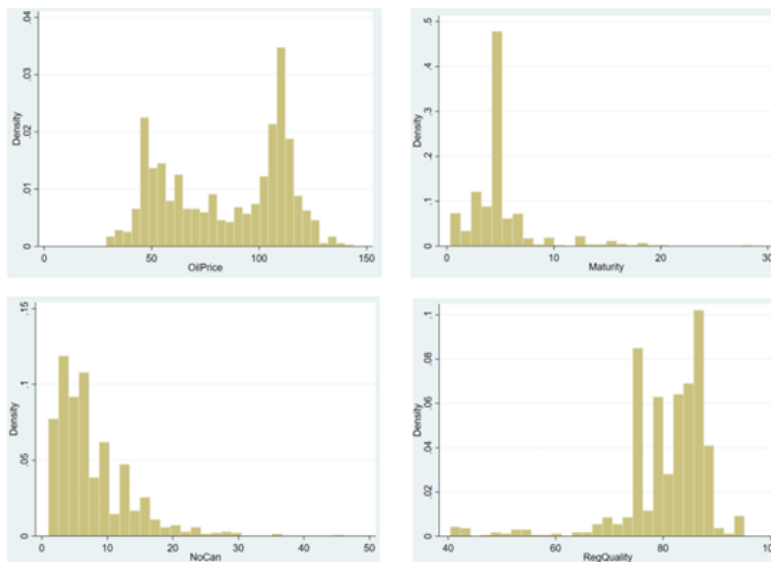 .04
.03
.02
.01
0
Density
0 50 100 150
OilPrice
.5
.4
.3
.2
.1
0
Density
0 10 20 30
Maturity
.15
.1
.05
0
Density
0 10 20 30 40 50
NoCan
.1
.08
.06
.04
.02
0
Density
40 60 80
RegQuality